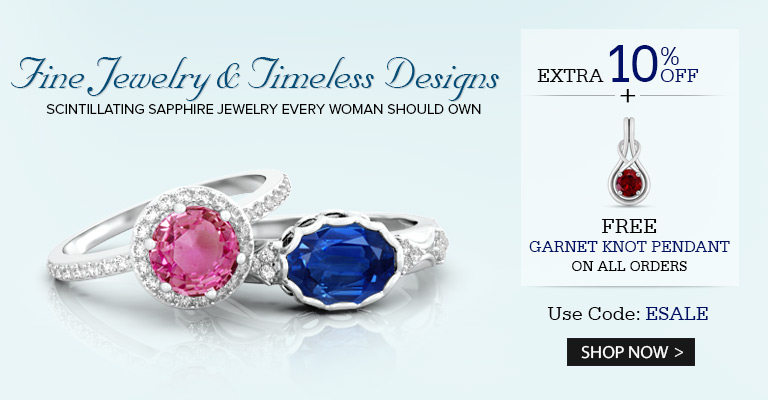 Fine Jewelry & Timeless Designs
SCINTILLATING SAPPHIRE JEWELRY EVERY WOMAN SHOULD OWN
EXTRA 10% OFF
+
FREE
GARNET KNOT PENDANT
ON ALL ORDERS
Use Code: ESALE
SHOP NOW >